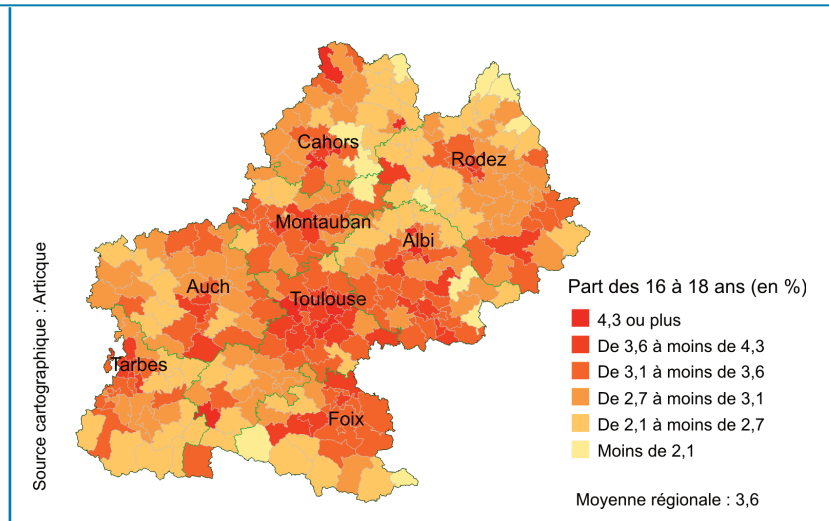 Cahors
Rodez
Montauban
Albi
Auch
Toulouse
Tarbes
Foix
Source cartographique : Articque
Part des 16 à 18 ans (en %)
4,3 ou plus
De 3,6 à moins de 4,3
De 3,1 à moins de 3,6
De 2,7 à moins de 3,1
De 2,1 à moins de 2,7
Moins de 2,1
Moyenne régionale : 3,6